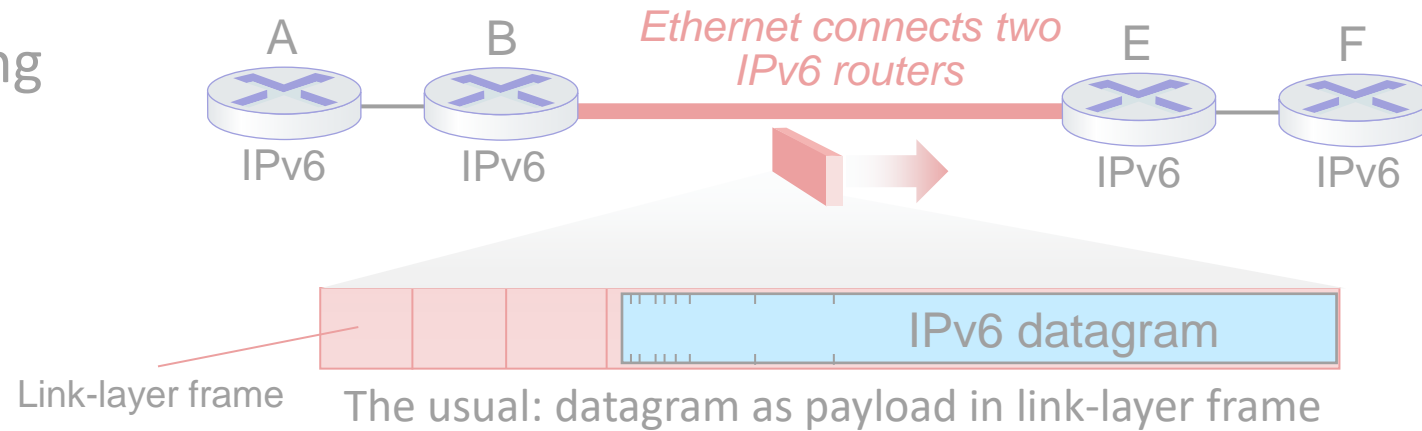 ng
A
B
Ethernet connects two
IPv6 routers
E
F
IPv6
IPv6
IPv6
IPv6
IPv6 datagram
Link-layer frame
The usual: datagram as payload in link-layer frame